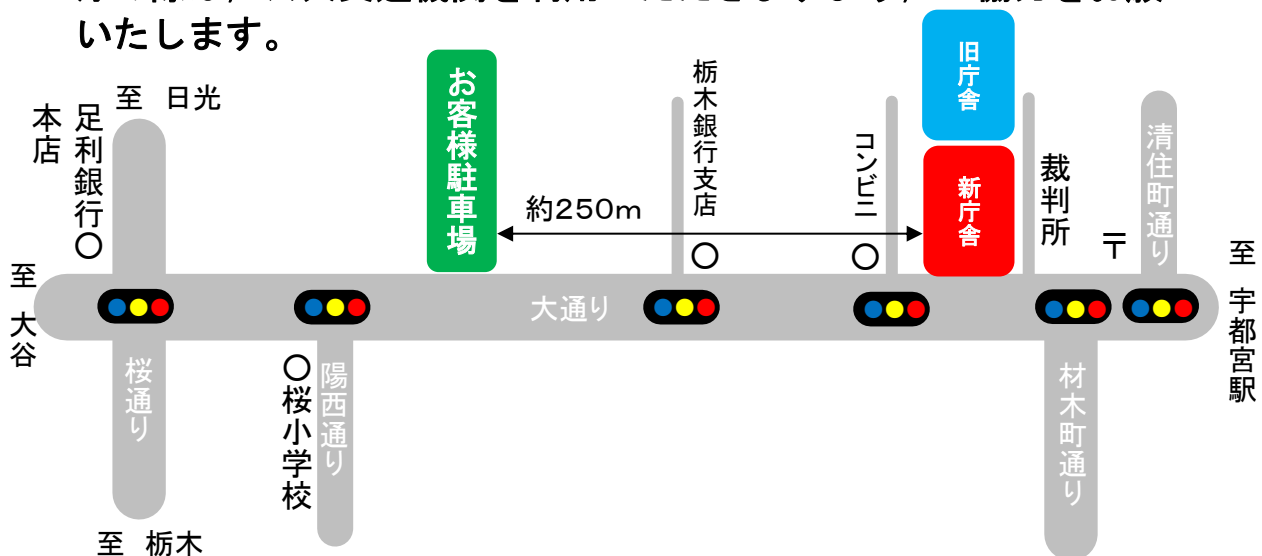 いたします。
至 日光
足利銀行〇
本店
お客様駐車場
約250m
栃木銀行支店
〇
コンビニ
〇
旧庁舎
新庁舎
裁判所
〒
清住町通り
至 宇都宮駅
至 大谷
大通り
桜通り
〇桜小学校
陽西通り
材木町通り
至 栃木